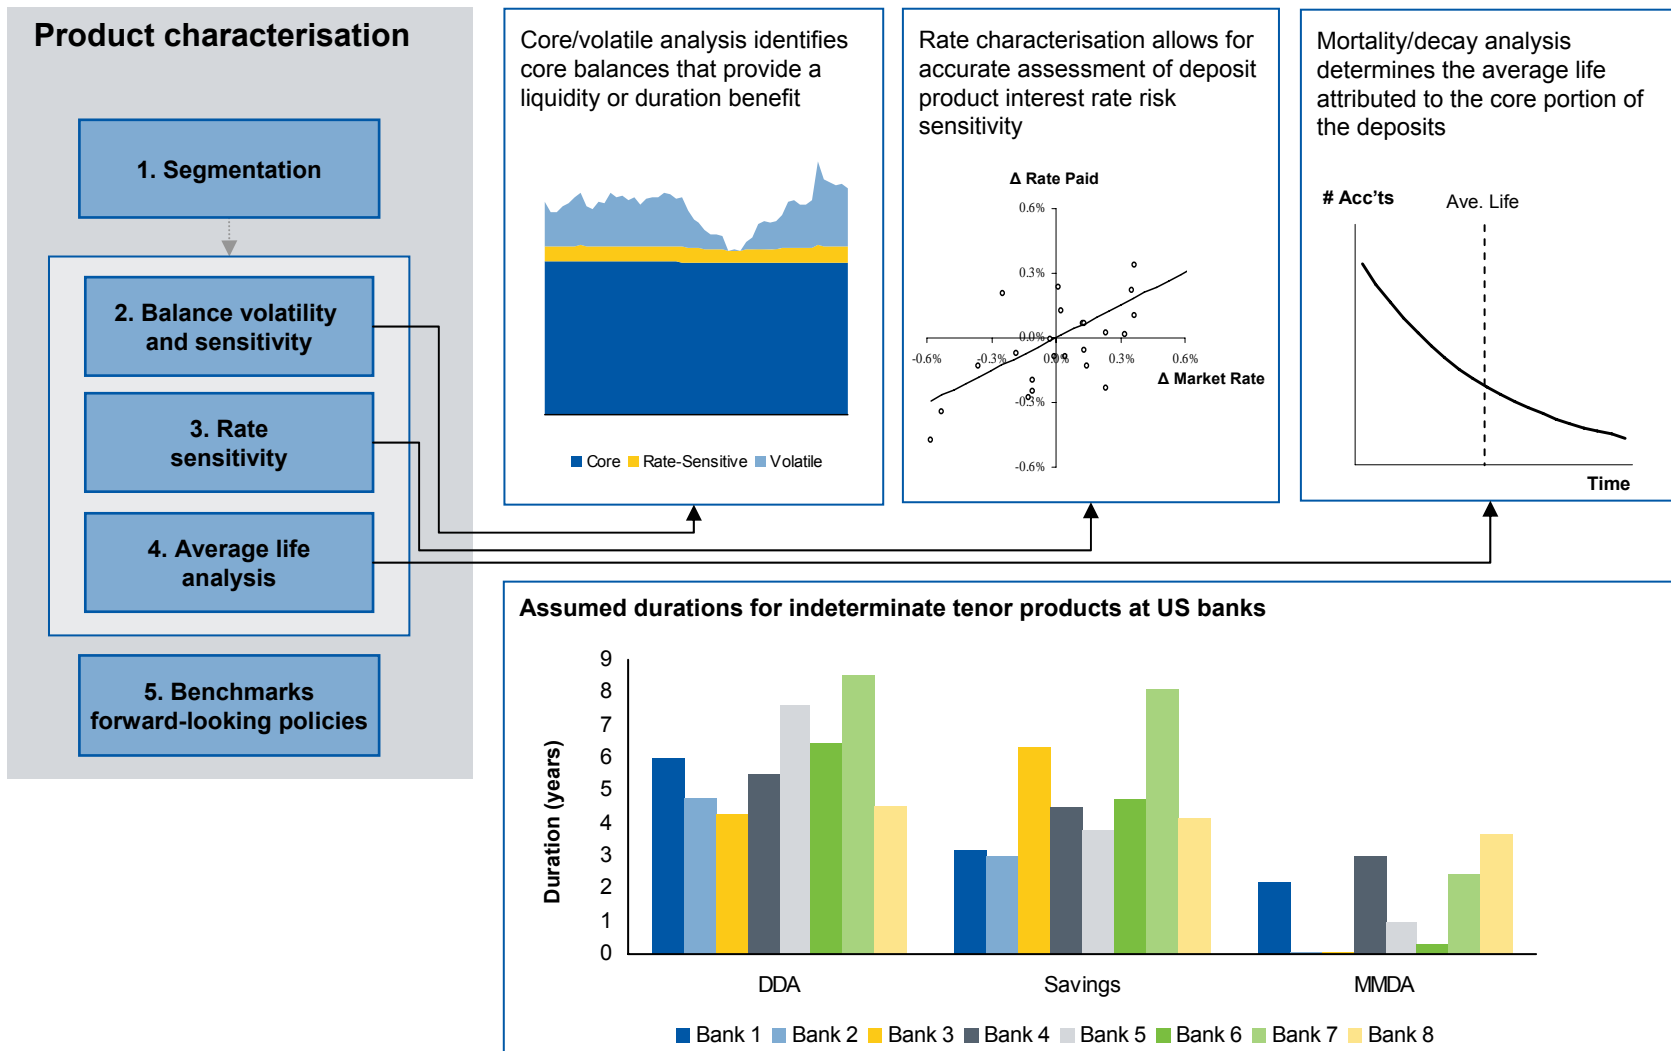 Product characterisation
1. Segmentation
2. Balance volatility
and sensitivity
3. Rate
sensitivity
4. Average life
analysis
5. Benchmarks
forward-looking policies
Core/volatile analysis identifies
core balances that provide a
liquidity or duration benefit
Core Rate-Sensitive Volatile
Rate characterisation allows for
accurate assessment of deposit
product interest rate risk
sensitivity
Δ Rate Paid
0.6%
0.3%
0.0%
-0.6% -0.3% 0.0% 0.3% 0.6%
Δ Market Rate
-0.3%
-0.6%
Mortality/decay analysis
determines the average life
attributed to the core portion of
the deposits
# Acc'ts
Ave. Life
Time
Assumed durations for indeterminate tenor products at US banks
Duration (years)
9
8
7
6
5
4
3
2
1
0
DDA Savings MMDA
Bank 1 Bank 2 Bank 3 Bank 4 Bank 5 Bank 6 Bank 7 Bank 8